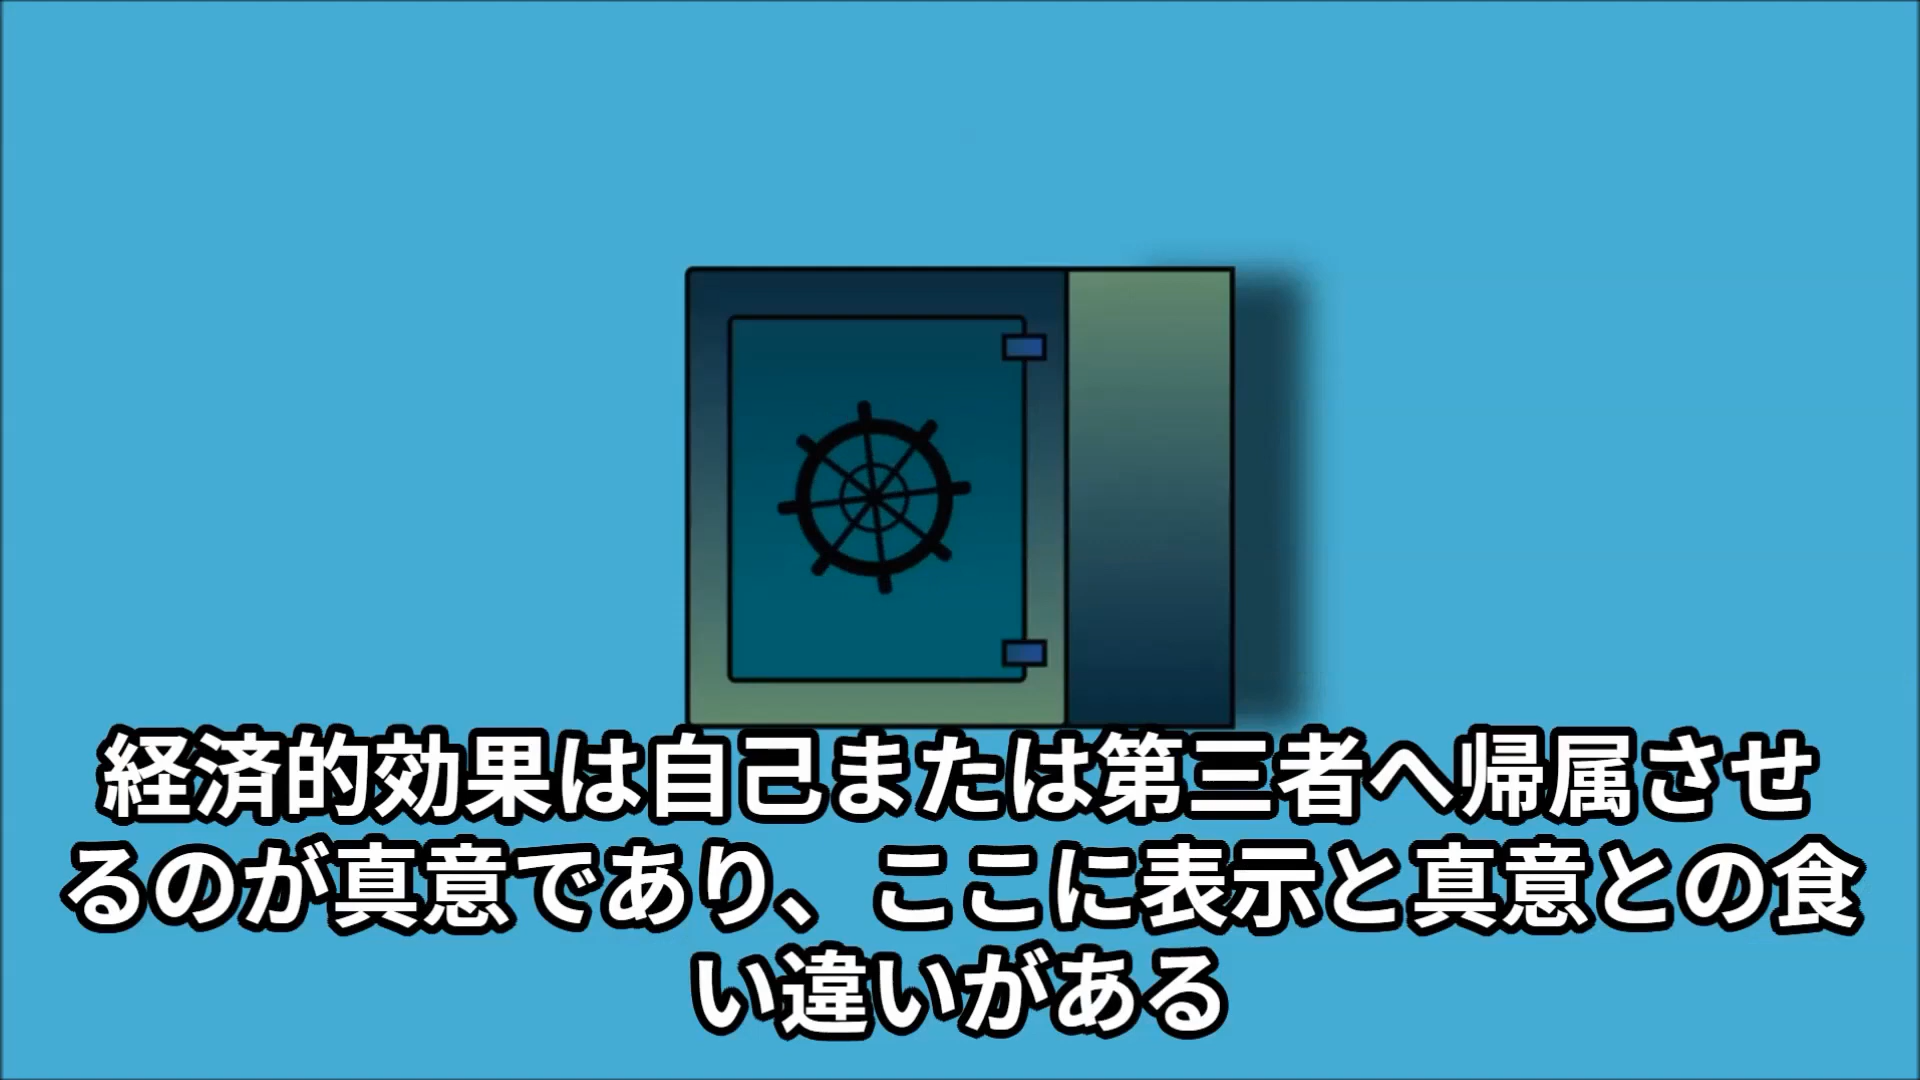 経済的効果は自己または第三者へ帰属させ
るのが真意であり、ここに表示と真意との食
い違いがある